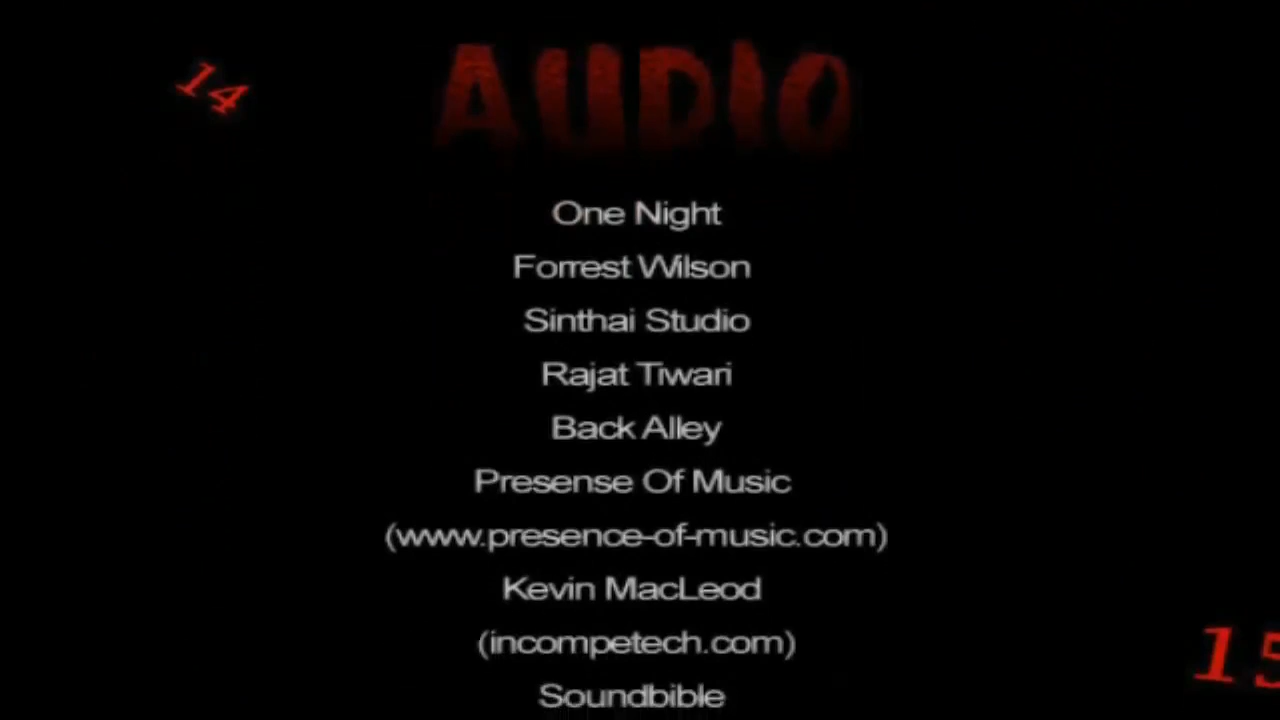 14
AUDIO
One Night
Forrest Wilson
Sinthai Studio
Rajat Tiwari
Back Alley
Presense Of Music
(www.presence-of-music.com)
Kevin MacLeod
(incompetech.com)
15
Soundbible